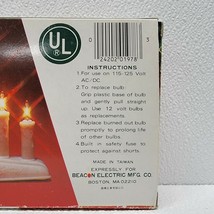 UL
®
0 3
24202 01978
INSTRUCTIONS
1 For use on 115-125 Volt
AC/DC
2 To replace bulb
Grip plastic base of bulb
and gently pull straight
up. Use 12 volt bulbs
as replacements.
3 Replace burned out bulb
promptly to prolong life
of other bulbs.
4 Built in safety fuse to
protect against shorts.
MADE IN TAIWAN
EXPRESSLY FOR
BEACON ELECTRIC MFG. CO.
BOSTON, MA 02210